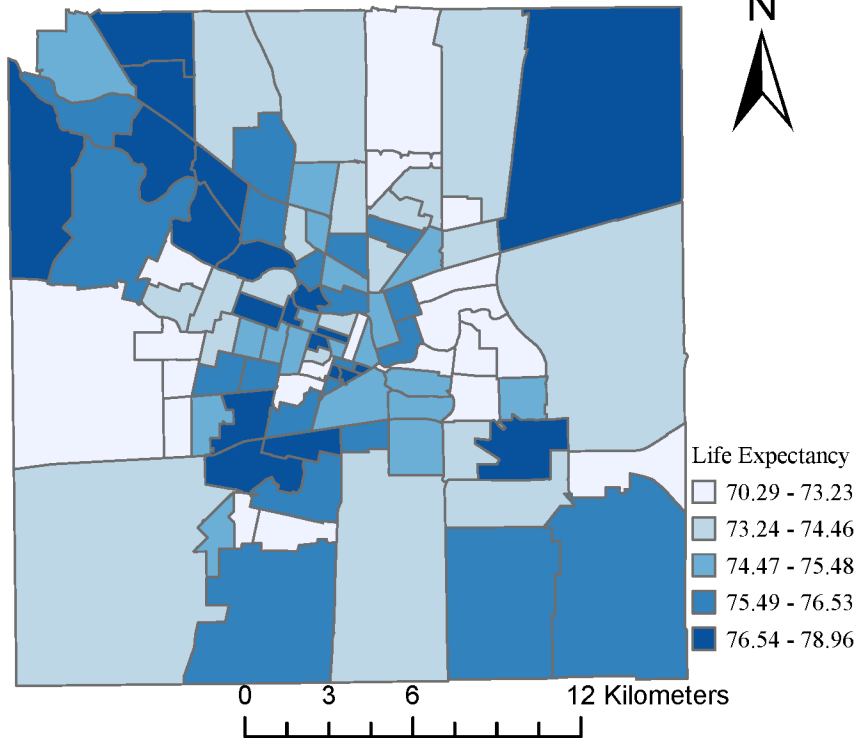 N
Life Expectancy
70.29 - 73.23
73.24 - 74.46
74.47 - 75.48
75.49 - 76.53
76.54 - 78.96
0 3 6 12 Kilometers